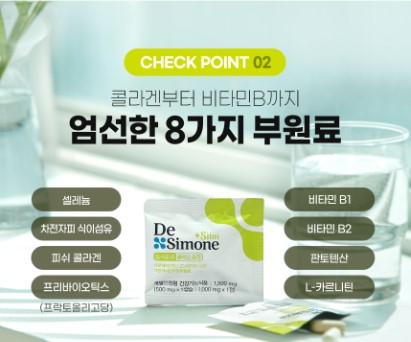 CHECK POINT 02
콜라겐부터 비타민B까지
엄선한 8가지 부원료
셀레늄
차전자피 식이섬유
피쉬 콜라겐
프리바이오틱스
(프락토올리고당)
De
Simone
+Slim
비타민 B1
비타민 B2
판토텐산
L-카르니틴